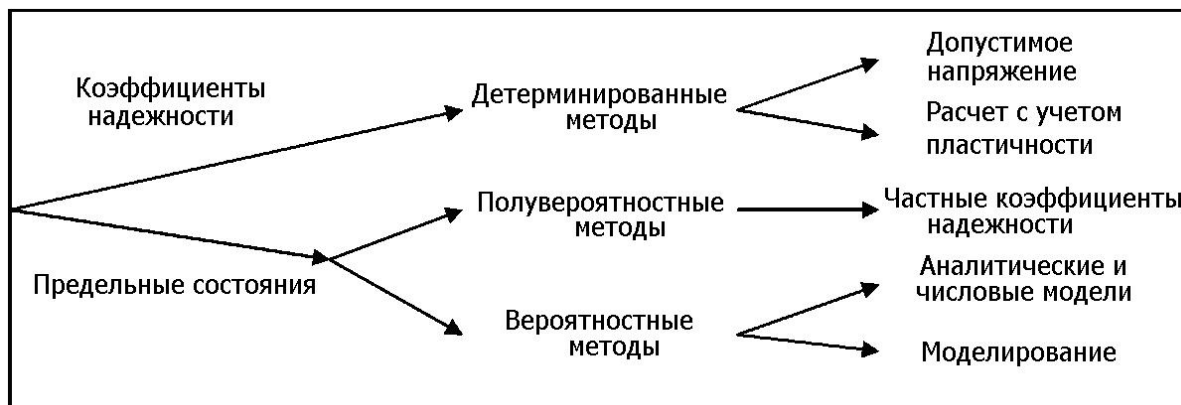 Коэффициенты
надежности
Детерминированные
методы
Допустимое
напряжение
Расчет с учетом
пластичности
Предельные состояния
Полувероятностные
методы
Частные коэффициенты
надежности
Вероятностные
методы
Аналитические и
числовые модели
Моделирование